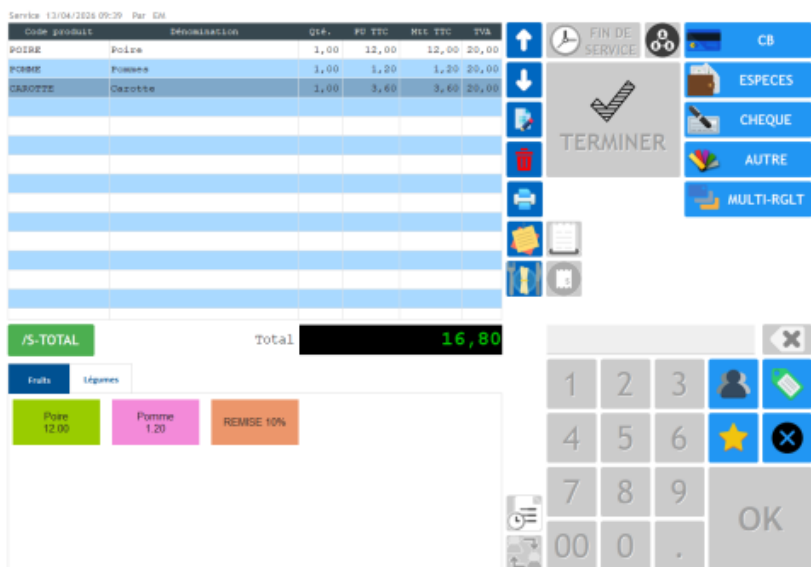 Service 13/04/2026 09:39 Par EM
Code produit Dénomination Qté. PU TTC Mtt TTC TVA
POIRE Poire 1,00 12,00 12,00 20,00
POMME Pommes 1,00 1,20 1,20 20,00
CAROTTE Carotte 1,00 3,60 3,60 20,00
FIN DE
SERVICE
TERMINER
CB
ESPECES
CHEQUE
AUTRE
MULTI-RGLT
/S-TOTAL Total 16,80
Fruits Légumes
Poire
12.00
Pomme
1.20
REMISE 10%
1 2 3
4 5 6
7 8 9
00 0 .
OK